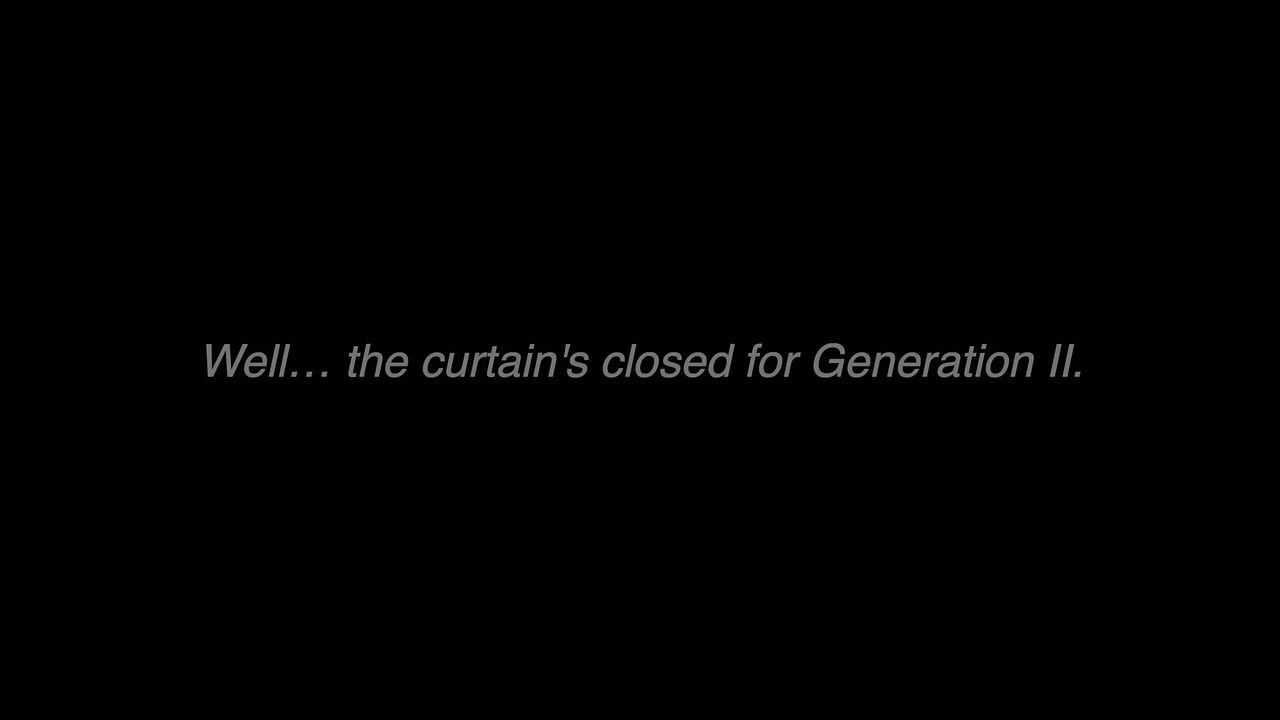 Well… the curtain's closed for Generation II.